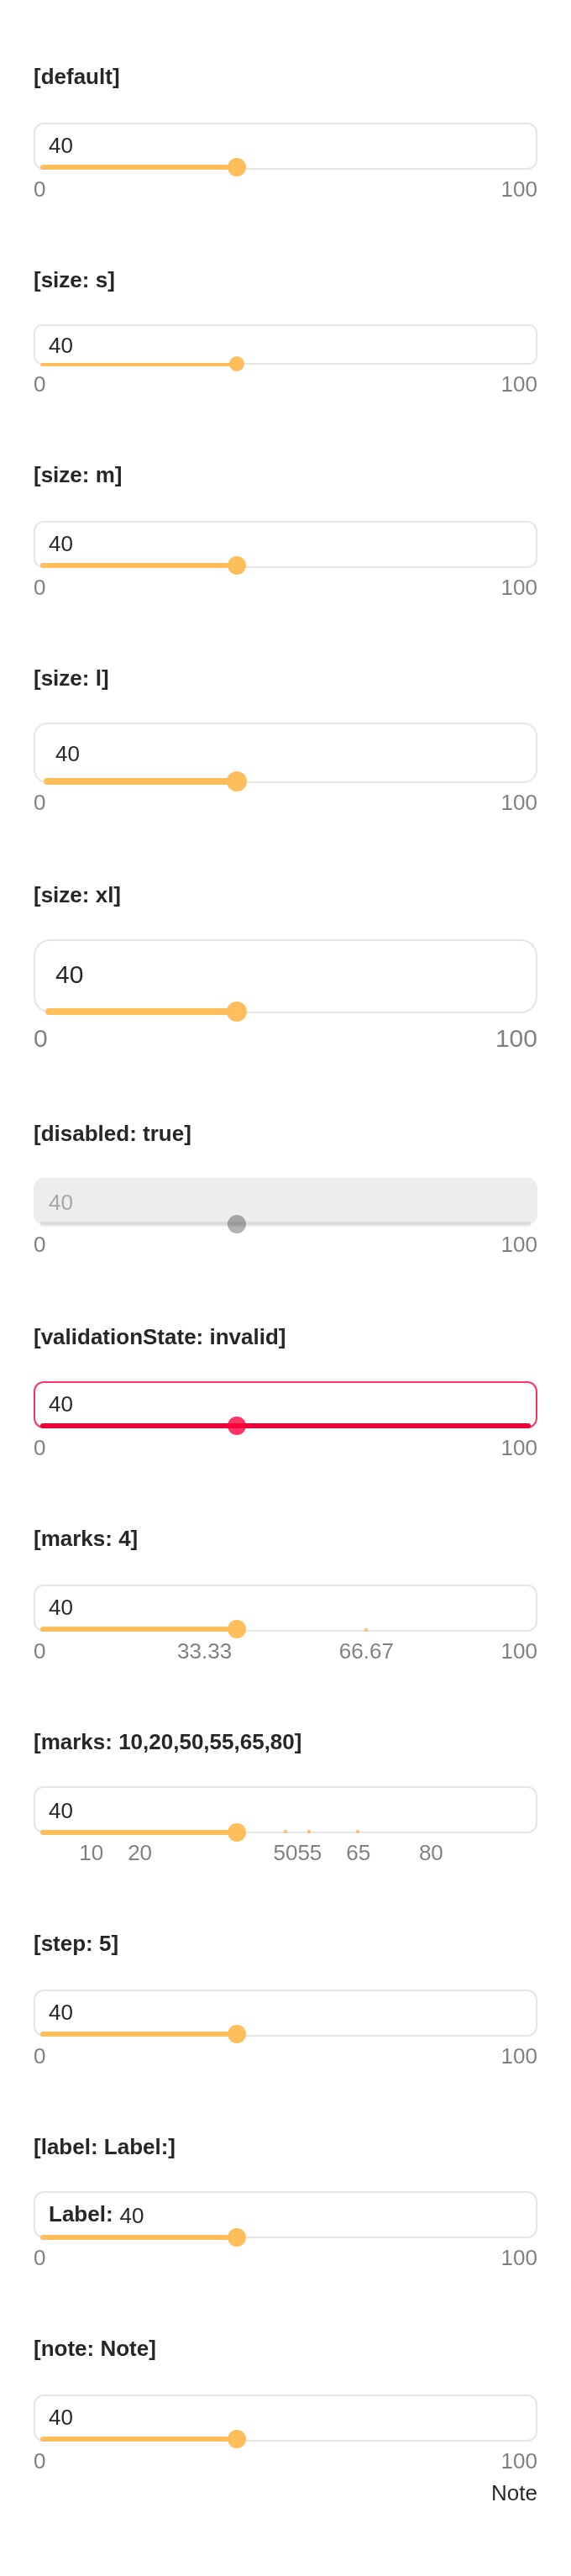 [default]
40
0 100
[size: s]
40
0 100
[size: m]
40
0 100
[size: l]
40
0 100
[size: xl]
40
0 100
[disabled: true]
40
0 100
[validationState: invalid]
40
0 100
[marks: 4]
40
0 33.33 66.67 100
[marks: 10,20,50,55,65,80]
40
10 20 5055 65 80
[step: 5]
40
0 100
[label: Label:]
Label: 40
0 100
[note: Note]
40
0 100
Note